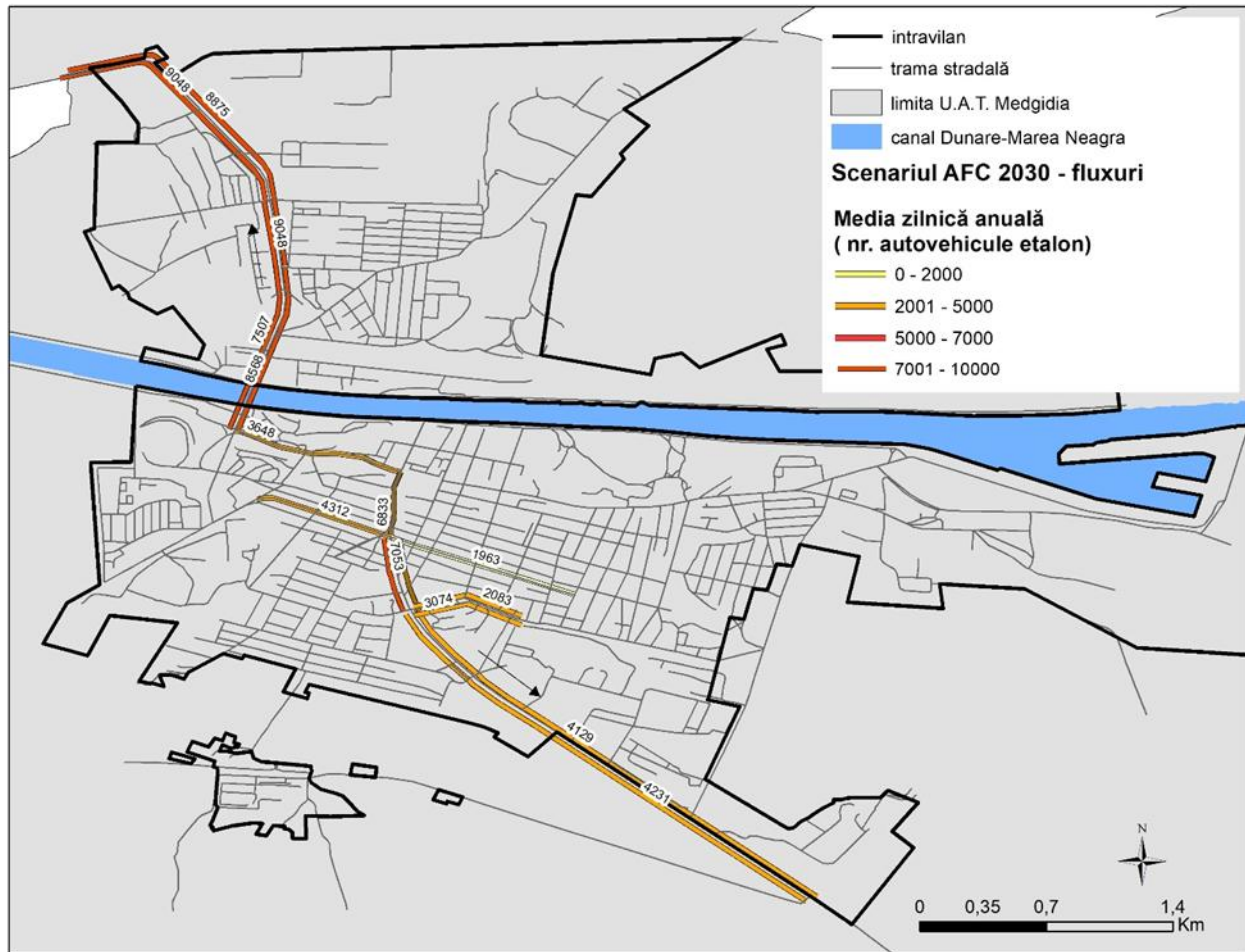 intravilan
trama stradală
limita U.A.T. Medgidia
canal Dunare-Marea Neagra
Scenariul AFC 2030 - fluxuri
Media zilnică anuală
( nr. autovehicule etalon)
0 - 2000
2001 - 5000
5000 - 7000
7001 - 10000
9048
8875
9048
7507
8568
3648
4312
6833
7053
1963
3074
2083
4129
4231
N
0 0,35 0,7 1,4
Km